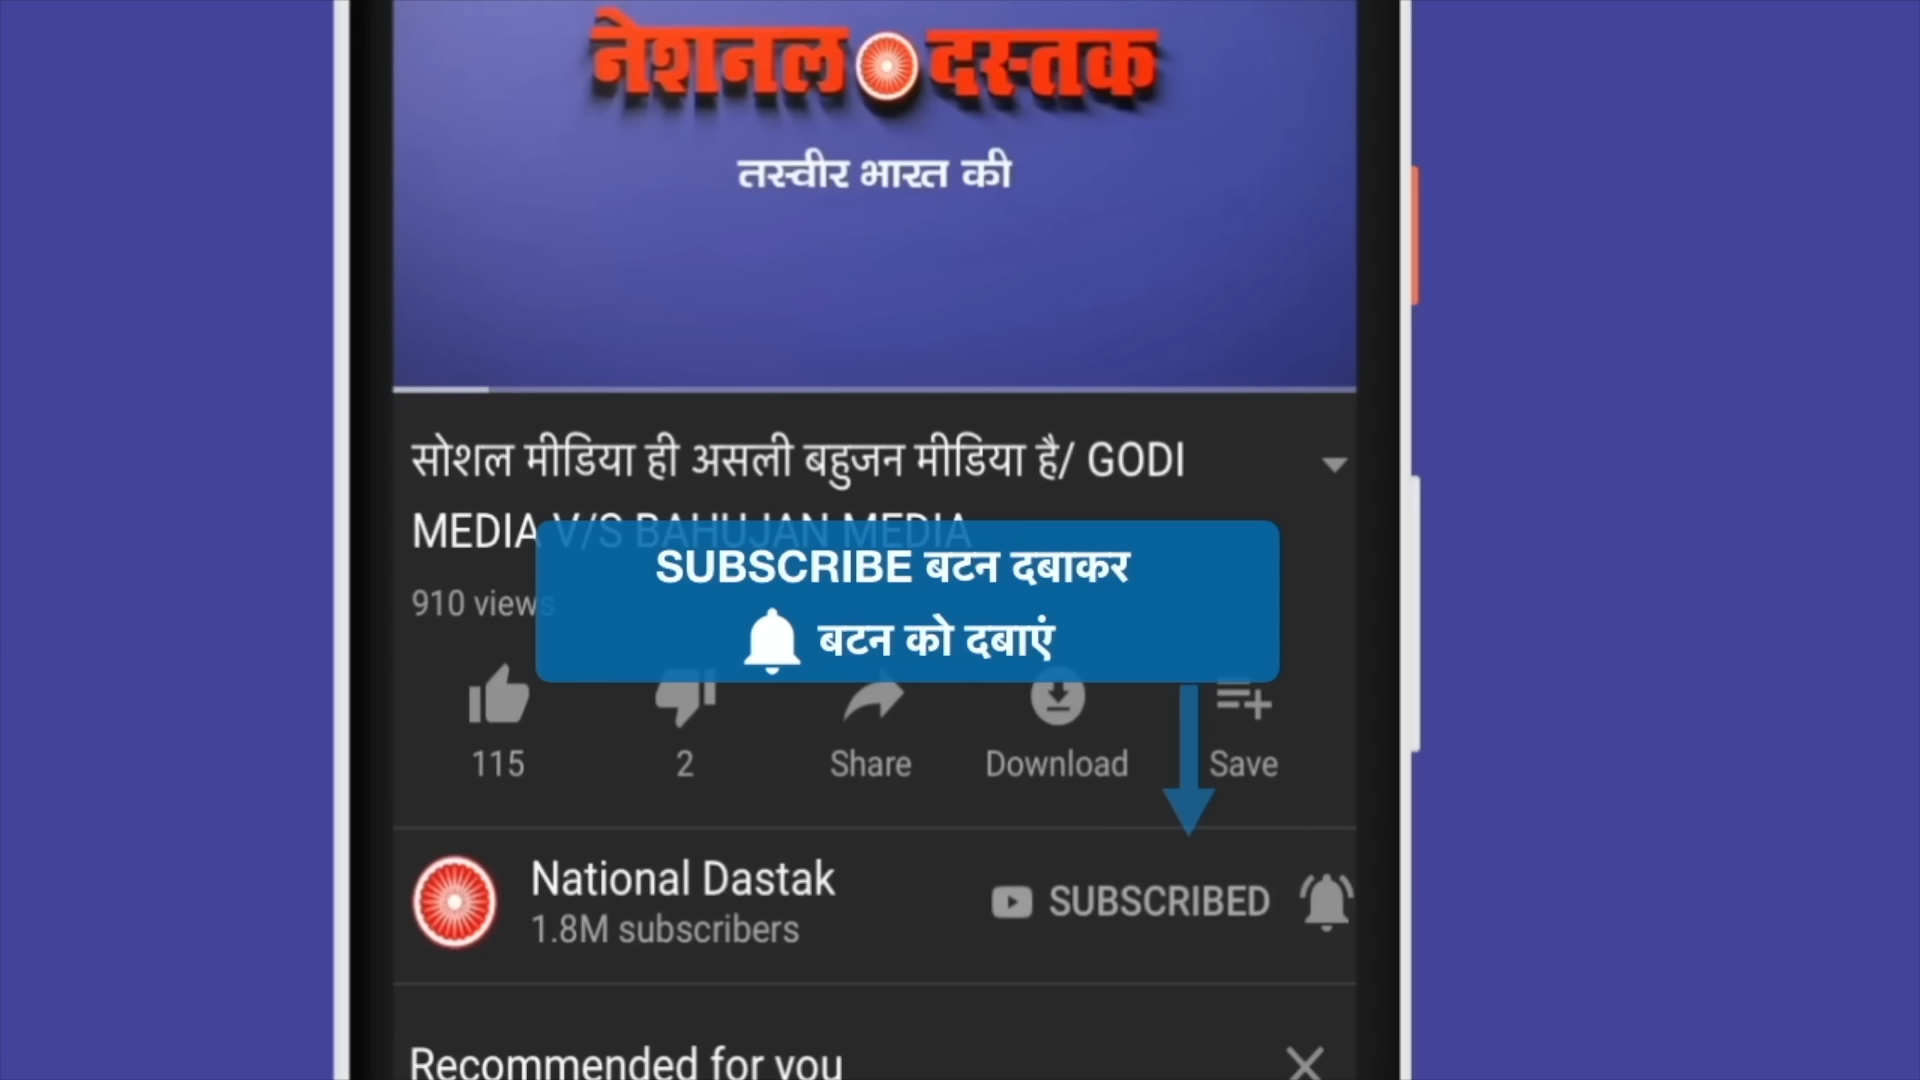 नेशनल दस्तक
तस्वीर भारत की
सोशल मीडिया ही असली बहुजन मीडिया है/ GODI
MEDIA V/S BAHUJAN MEDIA
SUBSCRIBE बटन दबाकर
बटन को दबाएं
910 views
115
2
Share
Download
Save
National Dastak
1.8M subscribers
SUBSCRIBED
Recommended for you